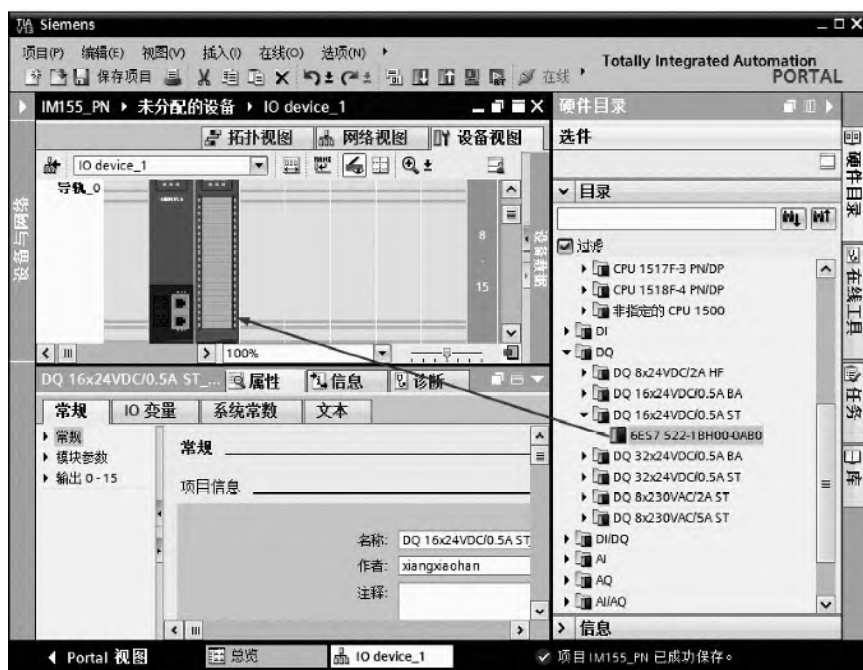 Siemens
项目(P) 编辑(E) 视图(V) 插入(I) 在线(O) 选项(N)
Totally Integrated Automation
PORTAL
保存项目
在线
IM155_PN 未分配的设备 IO device_1
硬件目录
拓扑视图 网络视图 设备视图
选件
IO device_1
导轨_0
目录
过滤
CPU 1517F-3 PN/DP
CPU 1518F-4 PN/DP
非指定的 CPU 1500
DI
DQ
DQ 8x24VDC/2A HF
DQ 16x24VDC/0.5A BA
DQ 16x24VDC/0.5A ST
6ES7 522-1BH00-0AB0
DQ 32x24VDC/0.5A BA
DQ 32x24VDC/0.5A ST
DQ 8x230VAC/2A ST
DQ 8x230VAC/5A ST
DI/DQ
AI
AQ
AI/AQ
信息
8
15
设备数据
设备与网络
100%
DQ 16x24VDC/0.5A ST_... 属性 信息 诊断
常规 IO 变量 系统常数 文本
常规
模块参数
输出 0 - 15
常规
项目信息
名称: DQ 16x24VDC/0.5A ST
作者: xiangxiaohan
注释:
硬件目录
在线工具
任务
库
Portal 视图 总览 IO device_1 项目 IM155_PN 已成功保存。